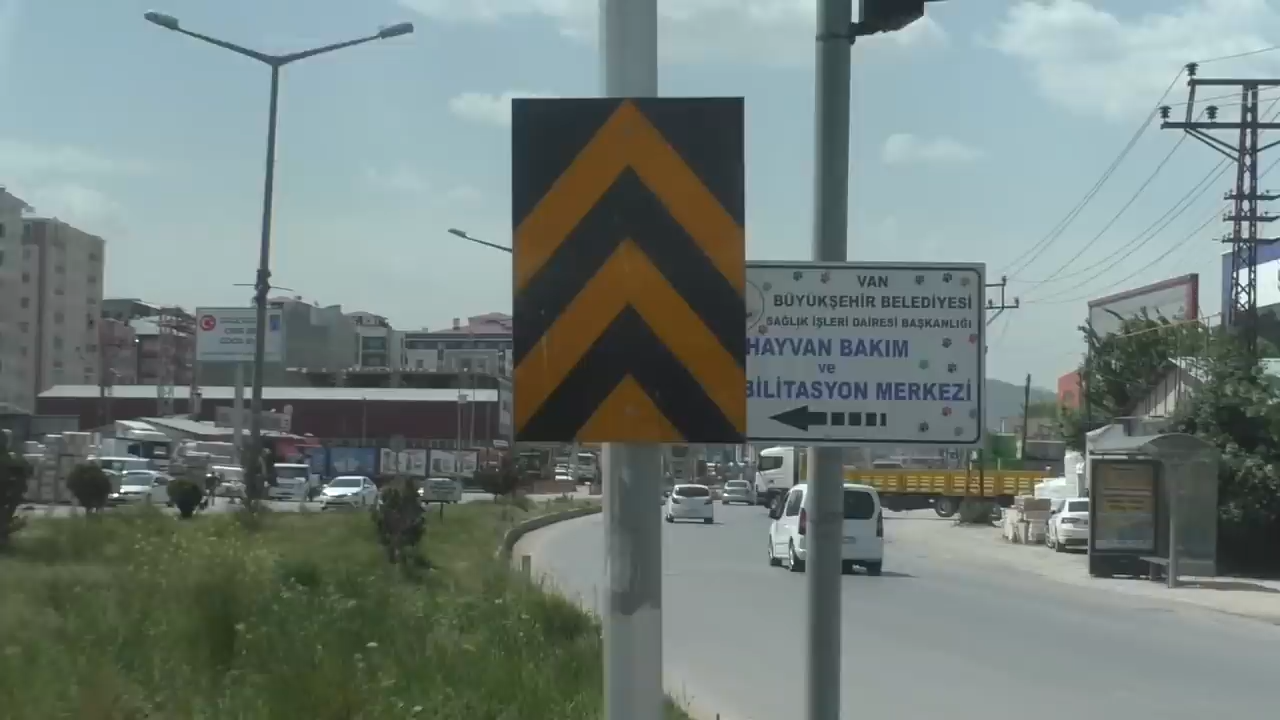 VAN
BÜYÜKŞEHİR BELEDİYESİ
SAĞLIK İŞLERİ DAİRESİ BAŞKANLIĞI
HAYVAN BAKIM
ve
BİLİTASYON MERKEZİ